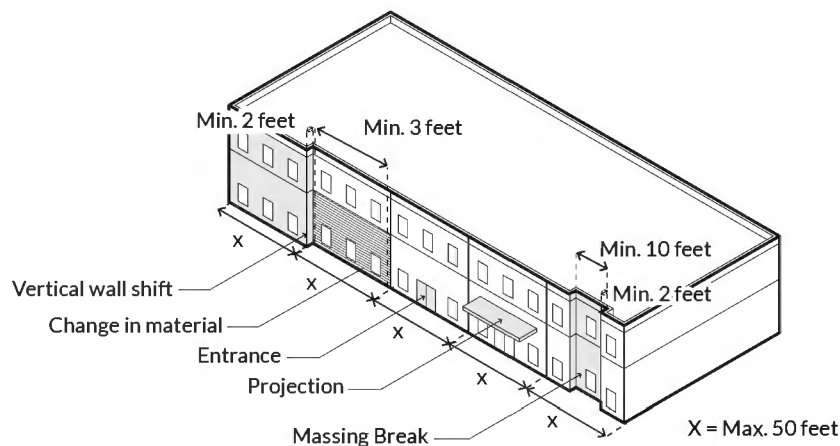 Min. 2 feet
Min. 3 feet
Min. 10 feet
Min. 2 feet
X
Vertical wall shift
X
Change in material
X
Entrance
X
Projection
X
Massing Break
X = Max. 50 feet